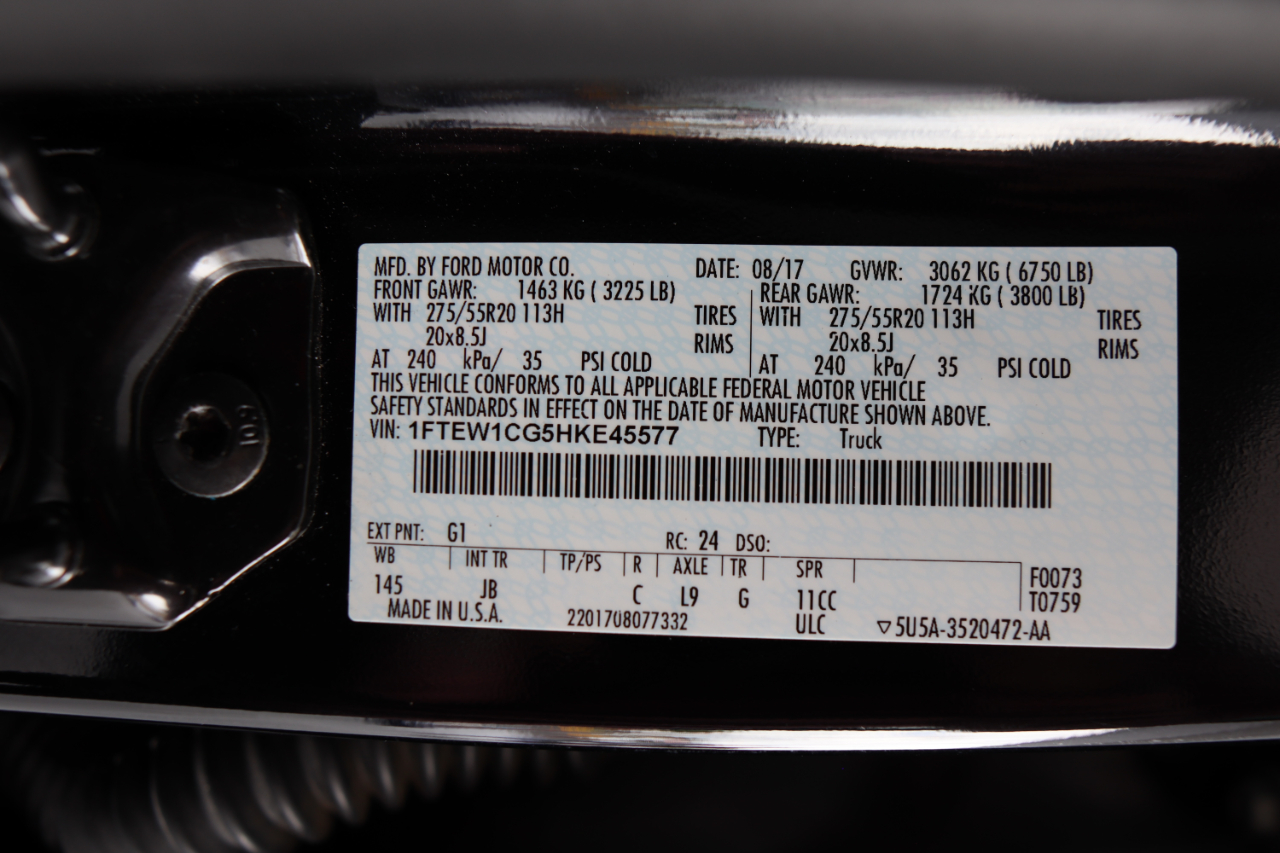 MFD. BY FORD MOTOR CO. DATE: 08/17 GVWR: 3062 KG ( 6750 LB)
FRONT GAWR: 1463 KG ( 3225 LB) REAR GAWR: 1724 KG ( 3800 LB)
WITH 275/55R20 113H TIRES WITH 275/55R20 113H TIRES
20x8.5J RIMS 20x8.5J RIMS
AT 240 kPa/ 35 PSI COLD AT 240 kPa/ 35 PSI COLD
THIS VEHICLE CONFORMS TO ALL APPLICABLE FEDERAL MOTOR VEHICLE
SAFETY STANDARDS IN EFFECT ON THE DATE OF MANUFACTURE SHOWN ABOVE.
VIN: 1FTEW1CG5HKE45577 TYPE: Truck
EXT PNT: G1 RC: 24 DSO:
WB INT TR TP/PS R AXLE TR SPR
145 JB C L9 G 11CC
F0073
T0759
MADE IN U.S.A. 2201708077332 ULC ▽5U5A-3520472-AA